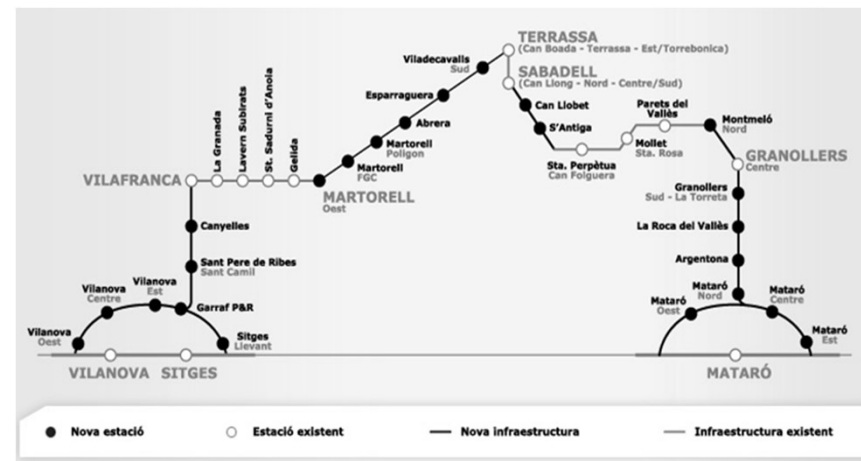 TERRASSA
(Can Boada - Terrassa - Est/Torrebonica)
Viladecavalls
Sud
SABADELL
(Can Llong - Nord - Centre/Sud)
Esparraguera
Can Llobet
Parets del
Vallès
Abrera
S'Antiga
Montmeló
Nord
Martorell
Polígon
Mollet
Sta. Rosa
Martorell
FGC
Sta. Perpètua
Can Folguera
GRANOLLERS
Centre
La Granada
Lavern Subirats
St. Sadurní d'Anoia
Gelida
VILAFRANCA
MARTORELL
Oest
Granollers
Sud - La Torreta
Canyelles
La Roca del Vallès
Sant Pere de Ribes
Sant Camil
Argentona
Vilanova
Est
Vilanova
Centre
Garraf P&R
Mataró
Nord
Mataró
Centre
Mataró
Oest
Vilanova
Oest
Sitges
Llevant
Mataró
Est
VILANOVA
SITGES
MATARÓ
Nova estació
Estació existent
Nova infraestructura
Infraestructura existent